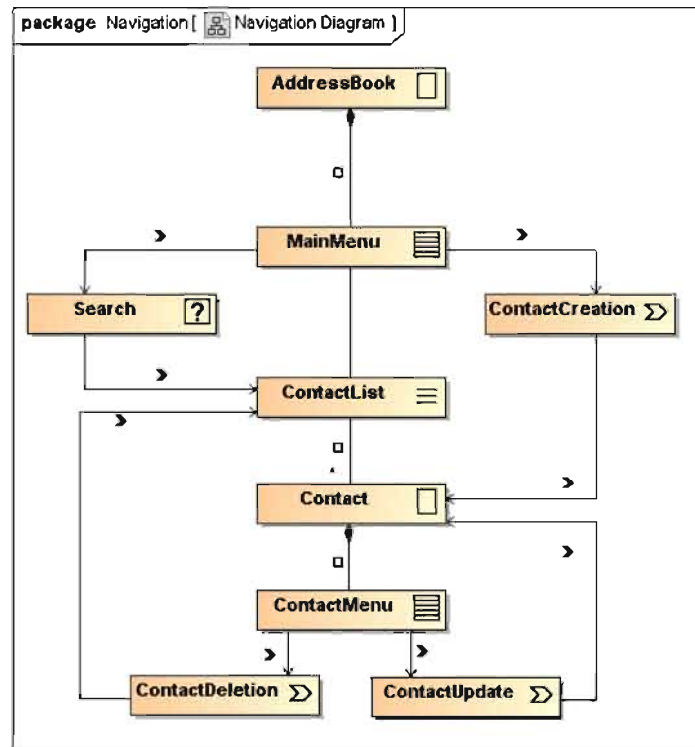 package Navigation [ Navigation Diagram ]
AddressBook
MainMenu
Search ?
ContactCreation
ContactList
Contact
ContactMenu
ContactDeletion
ContactUpdate